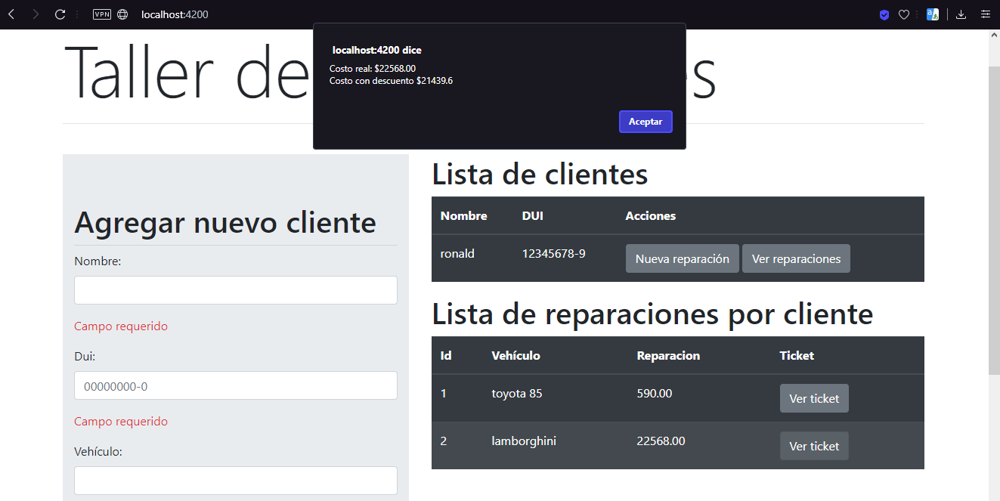 VPN
localhost:4200
localhost:4200 dice
Costo real: $22568.00
Costo con descuento $21439.6
Aceptar
Taller de
Agregar nuevo cliente
Nombre:
Campo requerido
Dui:
00000000-0
Campo requerido
Vehículo:
Lista de clientes
Nombre DUI Acciones
ronald 12345678-9 Nueva reparación Ver reparaciones
Lista de reparaciones por cliente
Id Vehículo Reparacion Ticket
1 toyota 85 590.00 Ver ticket
2 lamborghini 22568.00 Ver ticket